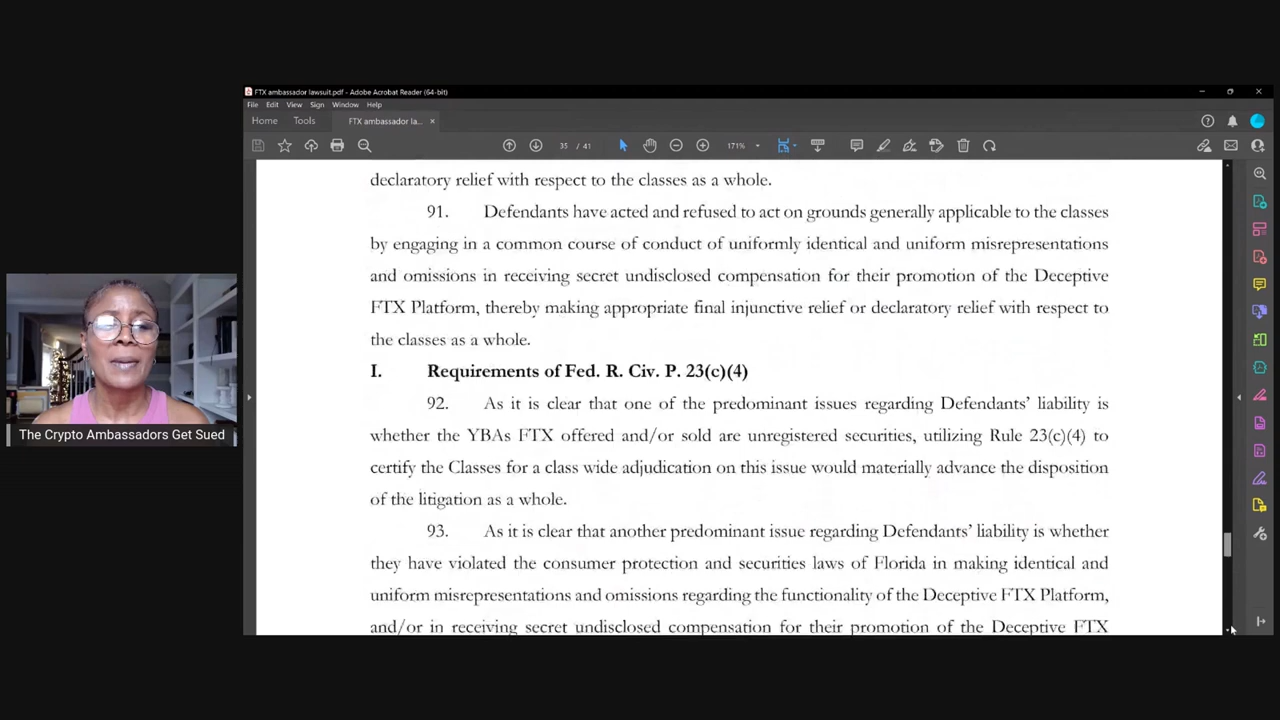 FTX ambassador lawsuit.pdf - Adobe Acrobat Reader (64-bit)
File Edit View Sign Window Help
Home Tools FTX ambassador la... ×
35 / 41 171%
declaratory relief with respect to the classes as a whole.
91. Defendants have acted and refused to act on grounds generally applicable to the classes
by engaging in a common course of conduct of uniformly identical and uniform misrepresentations
and omissions in receiving secret undisclosed compensation for their promotion of the Deceptive
FTX Platform, thereby making appropriate final injunctive relief or declaratory relief with respect to
the classes as a whole.
I. Requirements of Fed. R. Civ. P. 23(c)(4)
92. As it is clear that one of the predominant issues regarding Defendants' liability is
whether the YBAs FTX offered and/or sold are unregistered securities, utilizing Rule 23(c)(4) to
certify the Classes for a class wide adjudication on this issue would materially advance the disposition
of the litigation as a whole.
93. As it is clear that another predominant issue regarding Defendants' liability is whether
they have violated the consumer protection and securities laws of Florida in making identical and
uniform misrepresentations and omissions regarding the functionality of the Deceptive FTX Platform,
and/or in receiving secret undisclosed compensation for their promotion of the Deceptive FTX
The Crypto Ambassadors Get Sued